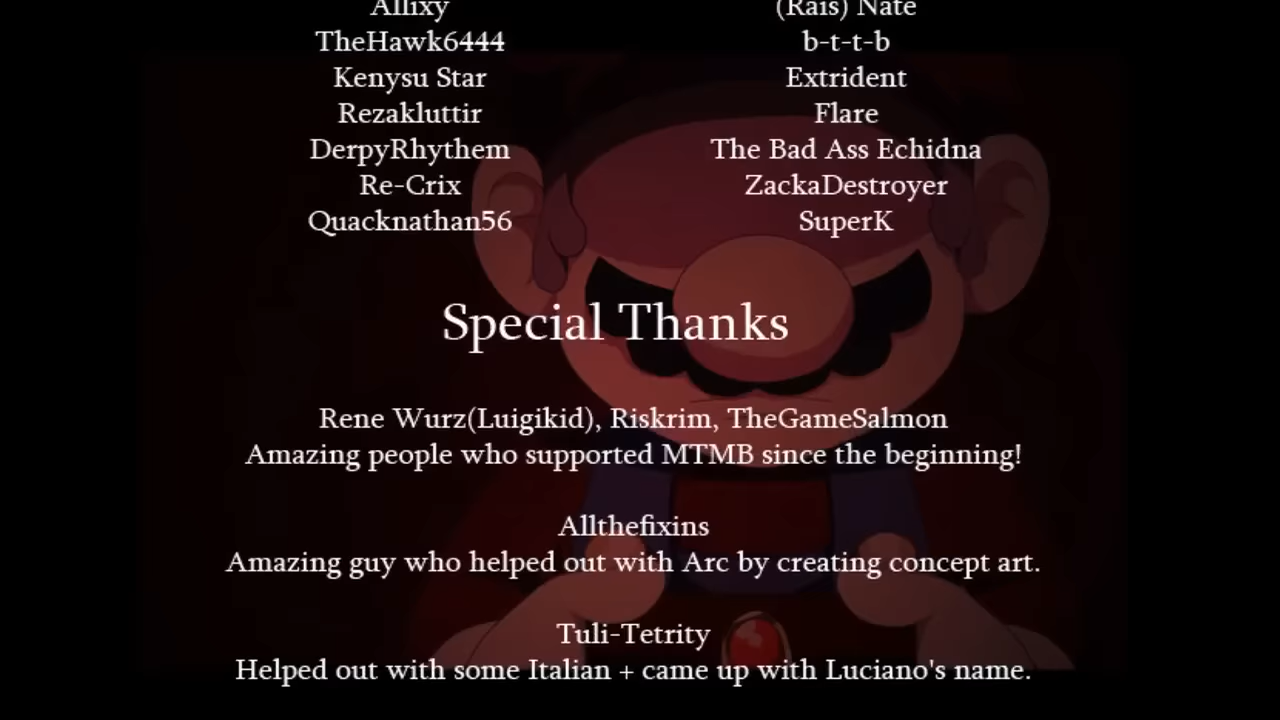 Allixy (Rais) Nate
TheHawk6444 b-t-t-b
Kenysu Star Extrident
Rezakluttir Flare
DerpyRhythem The Bad Ass Echidna
Re-Crix ZackaDestroyer
Quacknathan56 SuperK
Special Thanks
Rene Wurz(Luigikid), Riskrim, TheGameSalmon
Amazing people who supported MTMB since the beginning!
Allthefixins
Amazing guy who helped out with Arc by creating concept art.
Tuli-Tetrity
Helped out with some Italian + came up with Luciano's name.